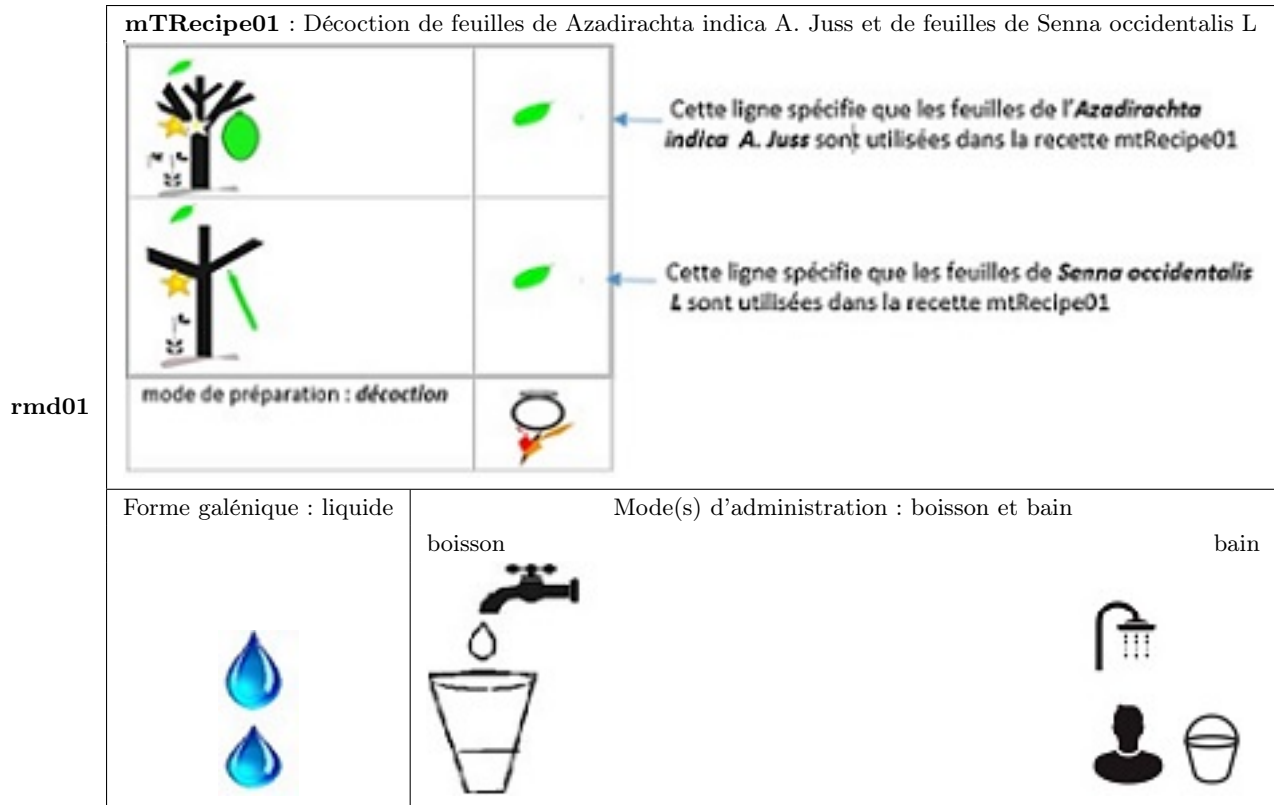 mTRecipe01 : Décoction de feuilles de Azadirachta indica A. Juss et de feuilles de Senna occidentalis L
Cette ligne spécifie que les feuilles de l'Azadirachta
indica A. Juss sont utilisées dans la recette mtRecipe01
Cette ligne spécifie que les feuilles de Senna occidentalis
L sont utilisées dans la recette mtRecipe01
mode de préparation : décoction
rmd01
Forme galénique : liquide
Mode(s) d'administration : boisson et bain
boisson
bain